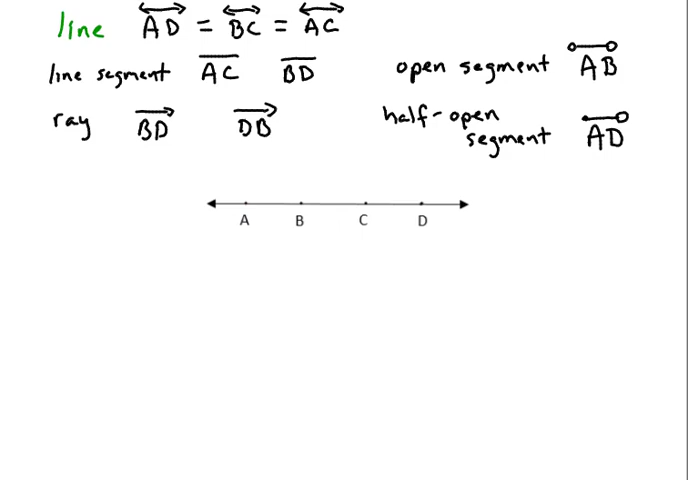 line AD = BC = AC
line segment AC BD
open segment AB
ray BD DB
half-open
segment AD
A B C D